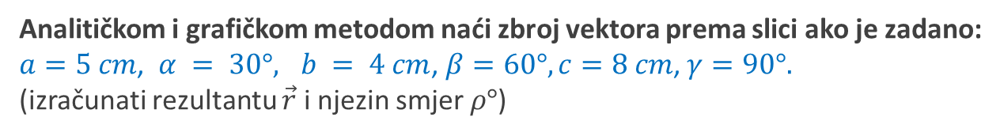 Analitičkom i grafičkom metodom naći zbroj vektora prema slici ako je zadano:
a = 5 cm, α = 30°, b = 4 cm, β = 60°, c = 8 cm, γ = 90°.
(izračunati rezultantu r⃗ i njezin smjer ρ°)